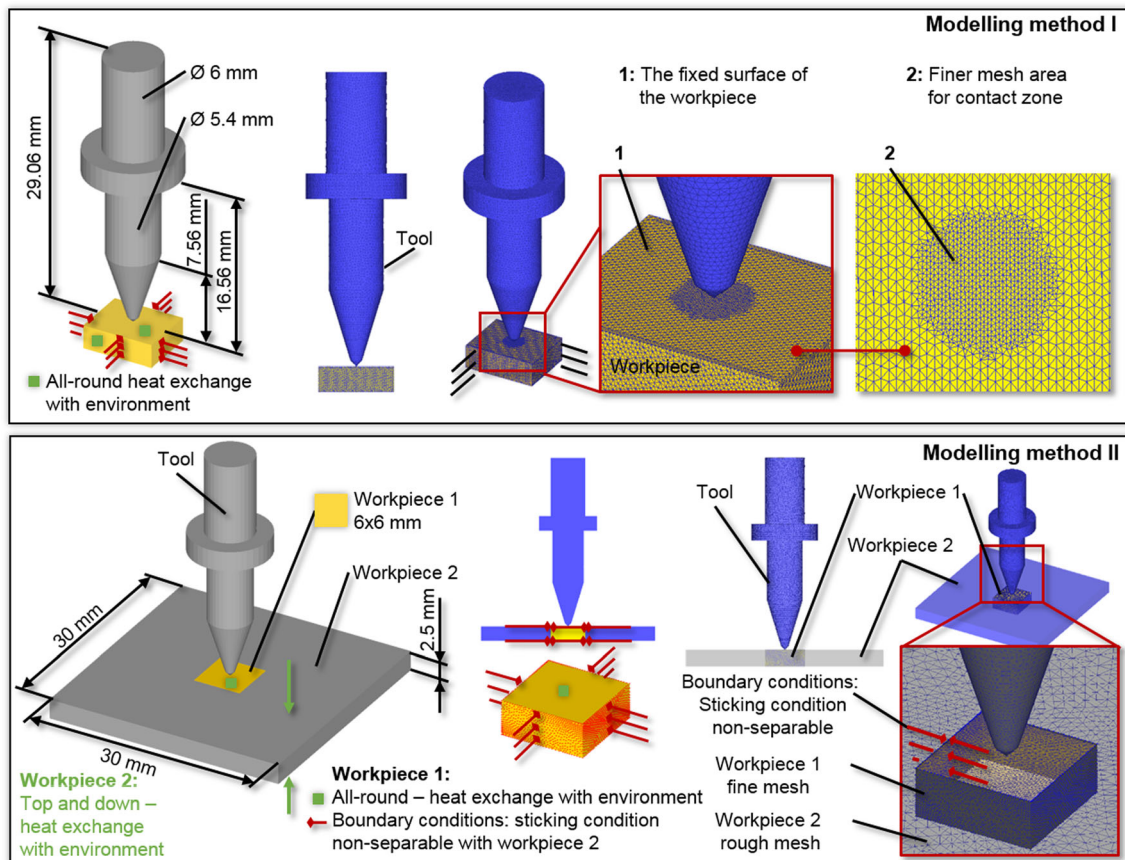 Modelling method I
Ø 6 mm
Ø 5.4 mm
29.06 mm
7.56 mm
16.56 mm
All-round heat exchange
with environment
Tool
1: The fixed surface of
the workpiece
2: Finer mesh area
for contact zone
1
2
Workpiece
Modelling method II
Tool
Workpiece 1
6x6 mm
Workpiece 2
30 mm
30 mm
2.5 mm
Workpiece 2:
Top and down –
heat exchange
with environment
Workpiece 1:
All-round – heat exchange with environment
Boundary conditions: sticking condition
non-separable with workpiece 2
Tool
Workpiece 1
Workpiece 2
Boundary conditions:
Sticking condition
non-separable
Workpiece 1
fine mesh
Workpiece 2
rough mesh